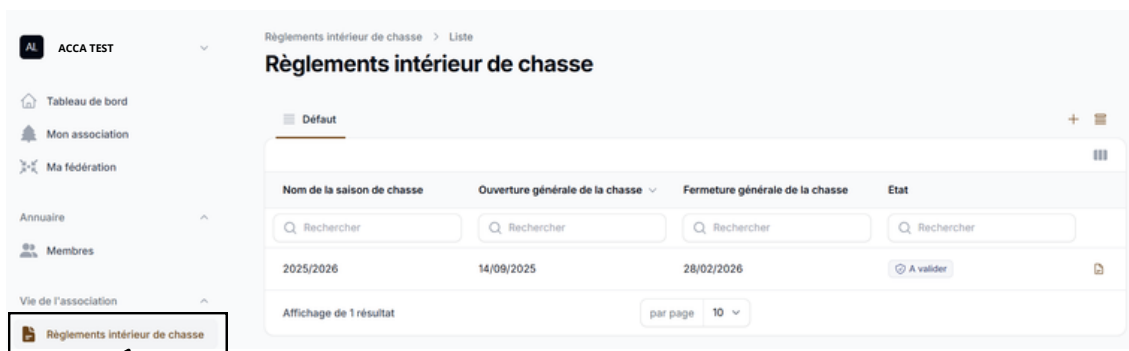 AL ACCA TEST
Tableau de bord
Mon association
Ma fédération
Annuaire
Membres
Vie de l'association
Règlements intérieur de chasse
Règlements intérieur de chasse > Liste
Règlements intérieur de chasse
Défaut
Nom de la saison de chasse Ouverture générale de la chasse Fermeture générale de la chasse Etat
Rechercher Rechercher Rechercher Rechercher
2025/2026 14/09/2025 28/02/2026 A valider
Affichage de 1 résultat par page 10